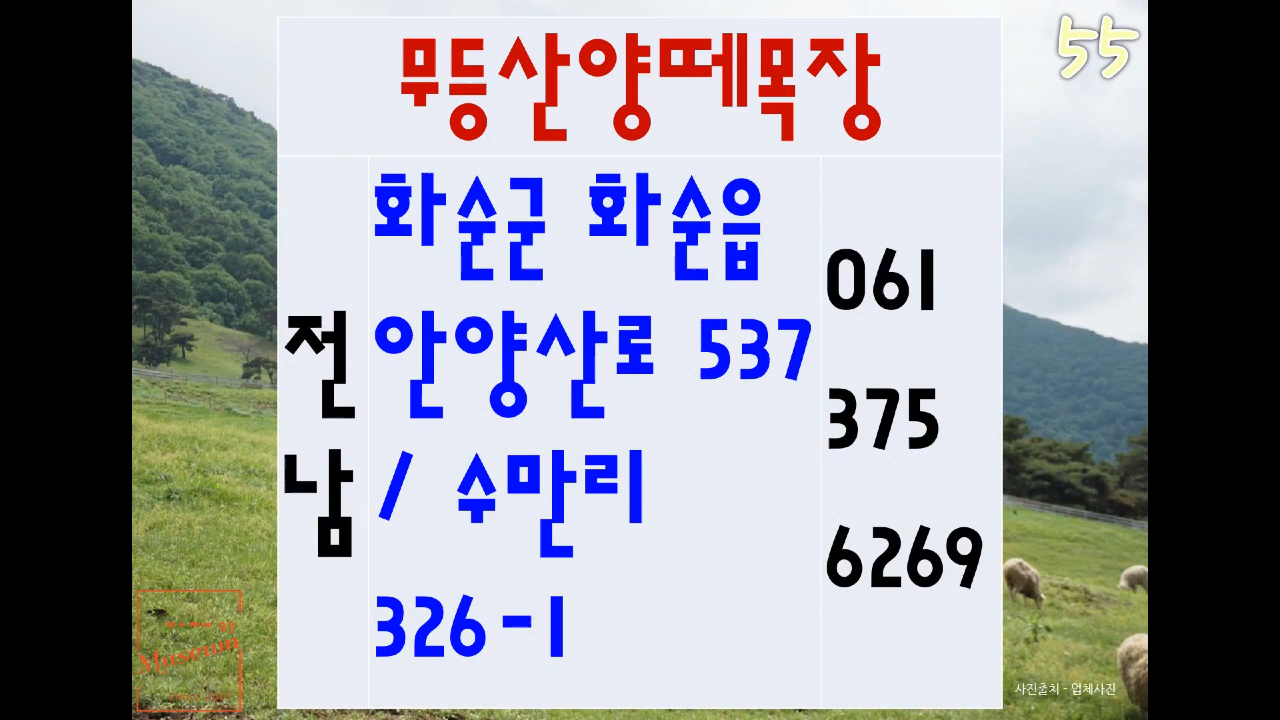 55
무등산양떼목장
전남
화순군 화순읍
안양산로 537
/ 수만리
326-1
061
375
6269
Museum
사진출처 - 업체사진